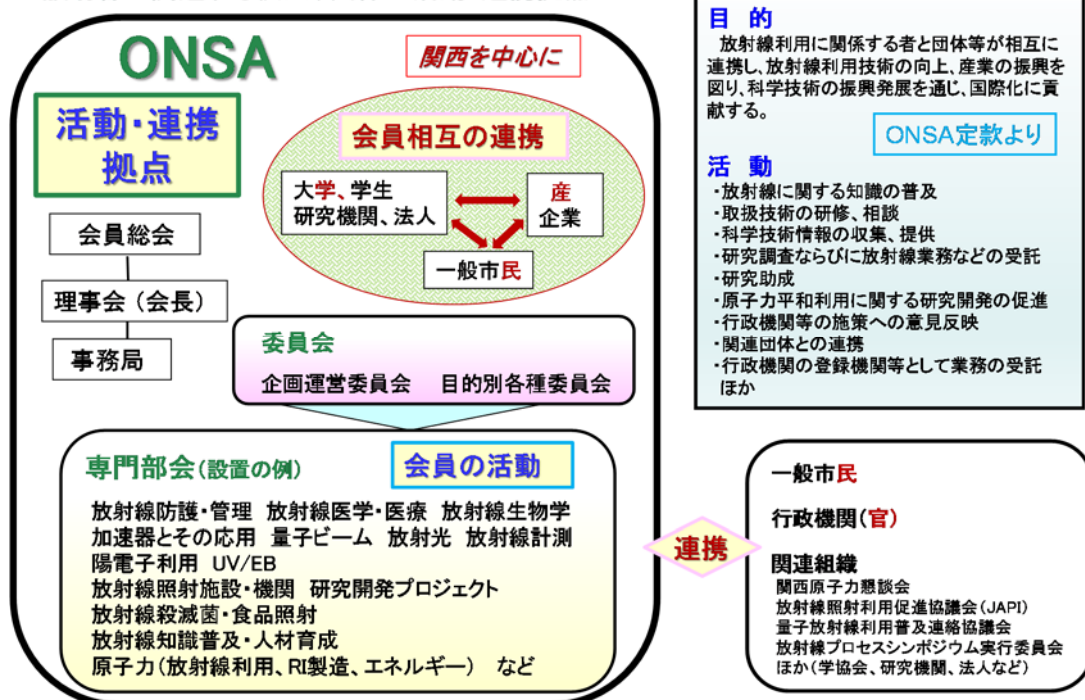 ONSA
関西を中心に
活動・連携
拠点
会員相互の連携
大学、学生
研究機関、法人
産
企業
一般市民
会員総会
理事会（会長）
事務局
委員会
企画運営委員会　目的別各種委員会
専門部会（設置の例）
会員の活動
放射線防護・管理　放射線医学・医療　放射線生物学
加速器とその応用　量子ビーム　放射光　放射線計測
陽電子利用　UV/EB
放射線照射施設・機関　研究開発プロジェクト
放射線殺滅菌・食品照射
放射線知識普及・人材育成
原子力（放射線利用、RI製造、エネルギー）　など
連携
目　的
放射線利用に関係する者と団体等が相互に
連携し、放射線利用技術の向上、産業の振興を
図り、科学技術の振興発展を通じ、国際化に貢
献する。
ONSA定款より
活　動
・放射線に関する知識の普及
・取扱技術の研修、相談
・科学技術情報の収集、提供
・研究調査ならびに放射線業務などの受託
・研究助成
・原子力平和利用に関する研究開発の促進
・行政機関等の施策への意見反映
・関連団体との連携
・行政機関の登録機関等として業務の受託
ほか
一般市民
行政機関（官）
関連組織
関西原子力懇談会
放射線照射利用促進協議会（JAPI）
量子放射線利用普及連絡協議会
放射線プロセスシンポジウム実行委員会
ほか（学協会、研究機関、法人など）